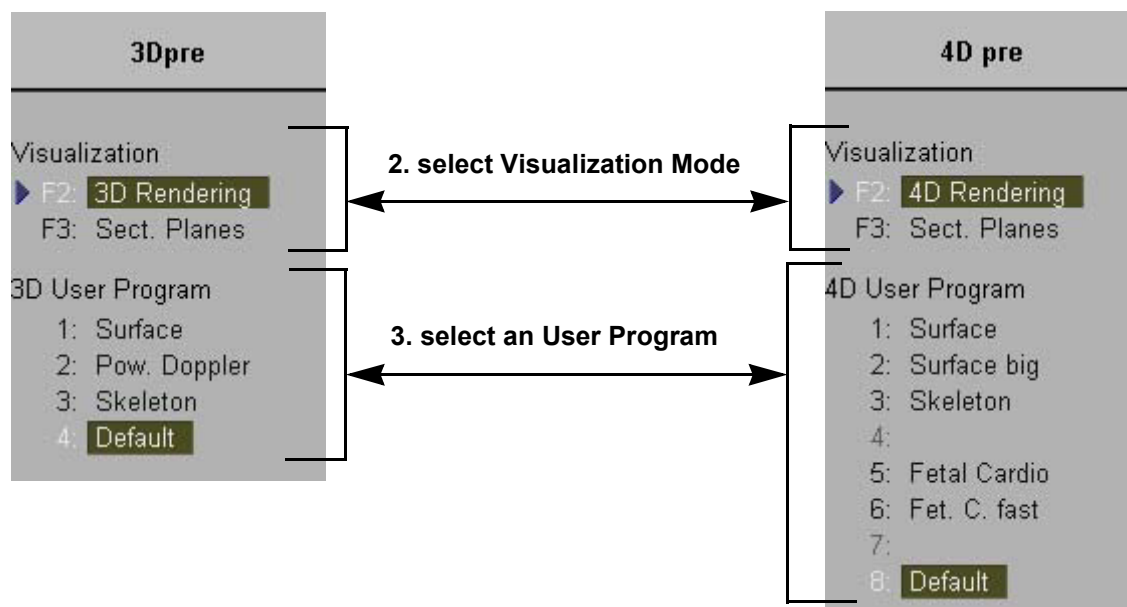 3Dpre
Visualization
F2: 3D Rendering
F3: Sect. Planes
3D User Program
1: Surface
2: Pow. Doppler
3: Skeleton
4: Default
2. select Visualization Mode
3. select an User Program
4D pre
Visualization
F2: 4D Rendering
F3: Sect. Planes
4D User Program
1: Surface
2: Surface big
3: Skeleton
4:
5: Fetal Cardio
6: Fet. C. fast
7:
8: Default